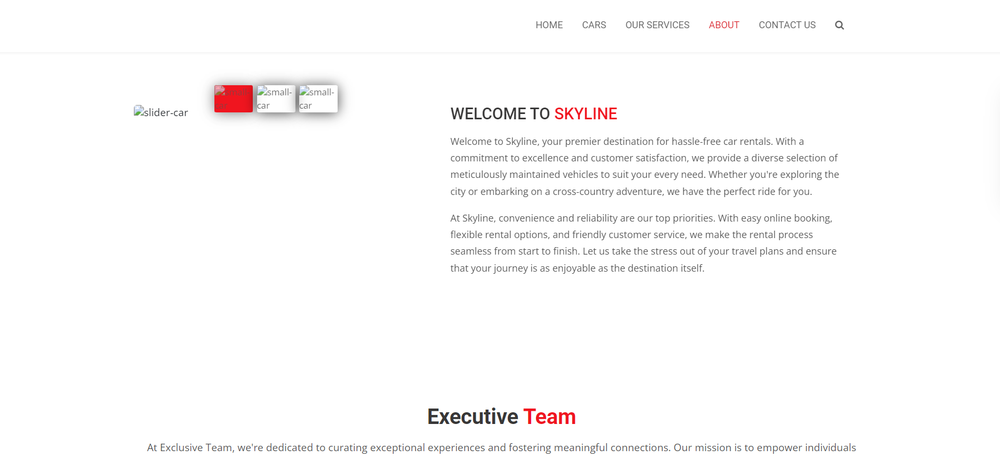 HOME CARS OUR SERVICES ABOUT CONTACT US
small-car
small-car
small-car
slider-car
WELCOME TO SKYLINE
Welcome to Skyline, your premier destination for hassle-free car rentals. With a
commitment to excellence and customer satisfaction, we provide a diverse selection of
meticulously maintained vehicles to suit your every need. Whether you're exploring the
city or embarking on a cross-country adventure, we have the perfect ride for you.
At Skyline, convenience and reliability are our top priorities. With easy online booking,
flexible rental options, and friendly customer service, we make the rental process
seamless from start to finish. Let us take the stress out of your travel plans and ensure
that your journey is as enjoyable as the destination itself.
Executive Team
At Exclusive Team, we're dedicated to curating exceptional experiences and fostering meaningful connections. Our mission is to empower individuals